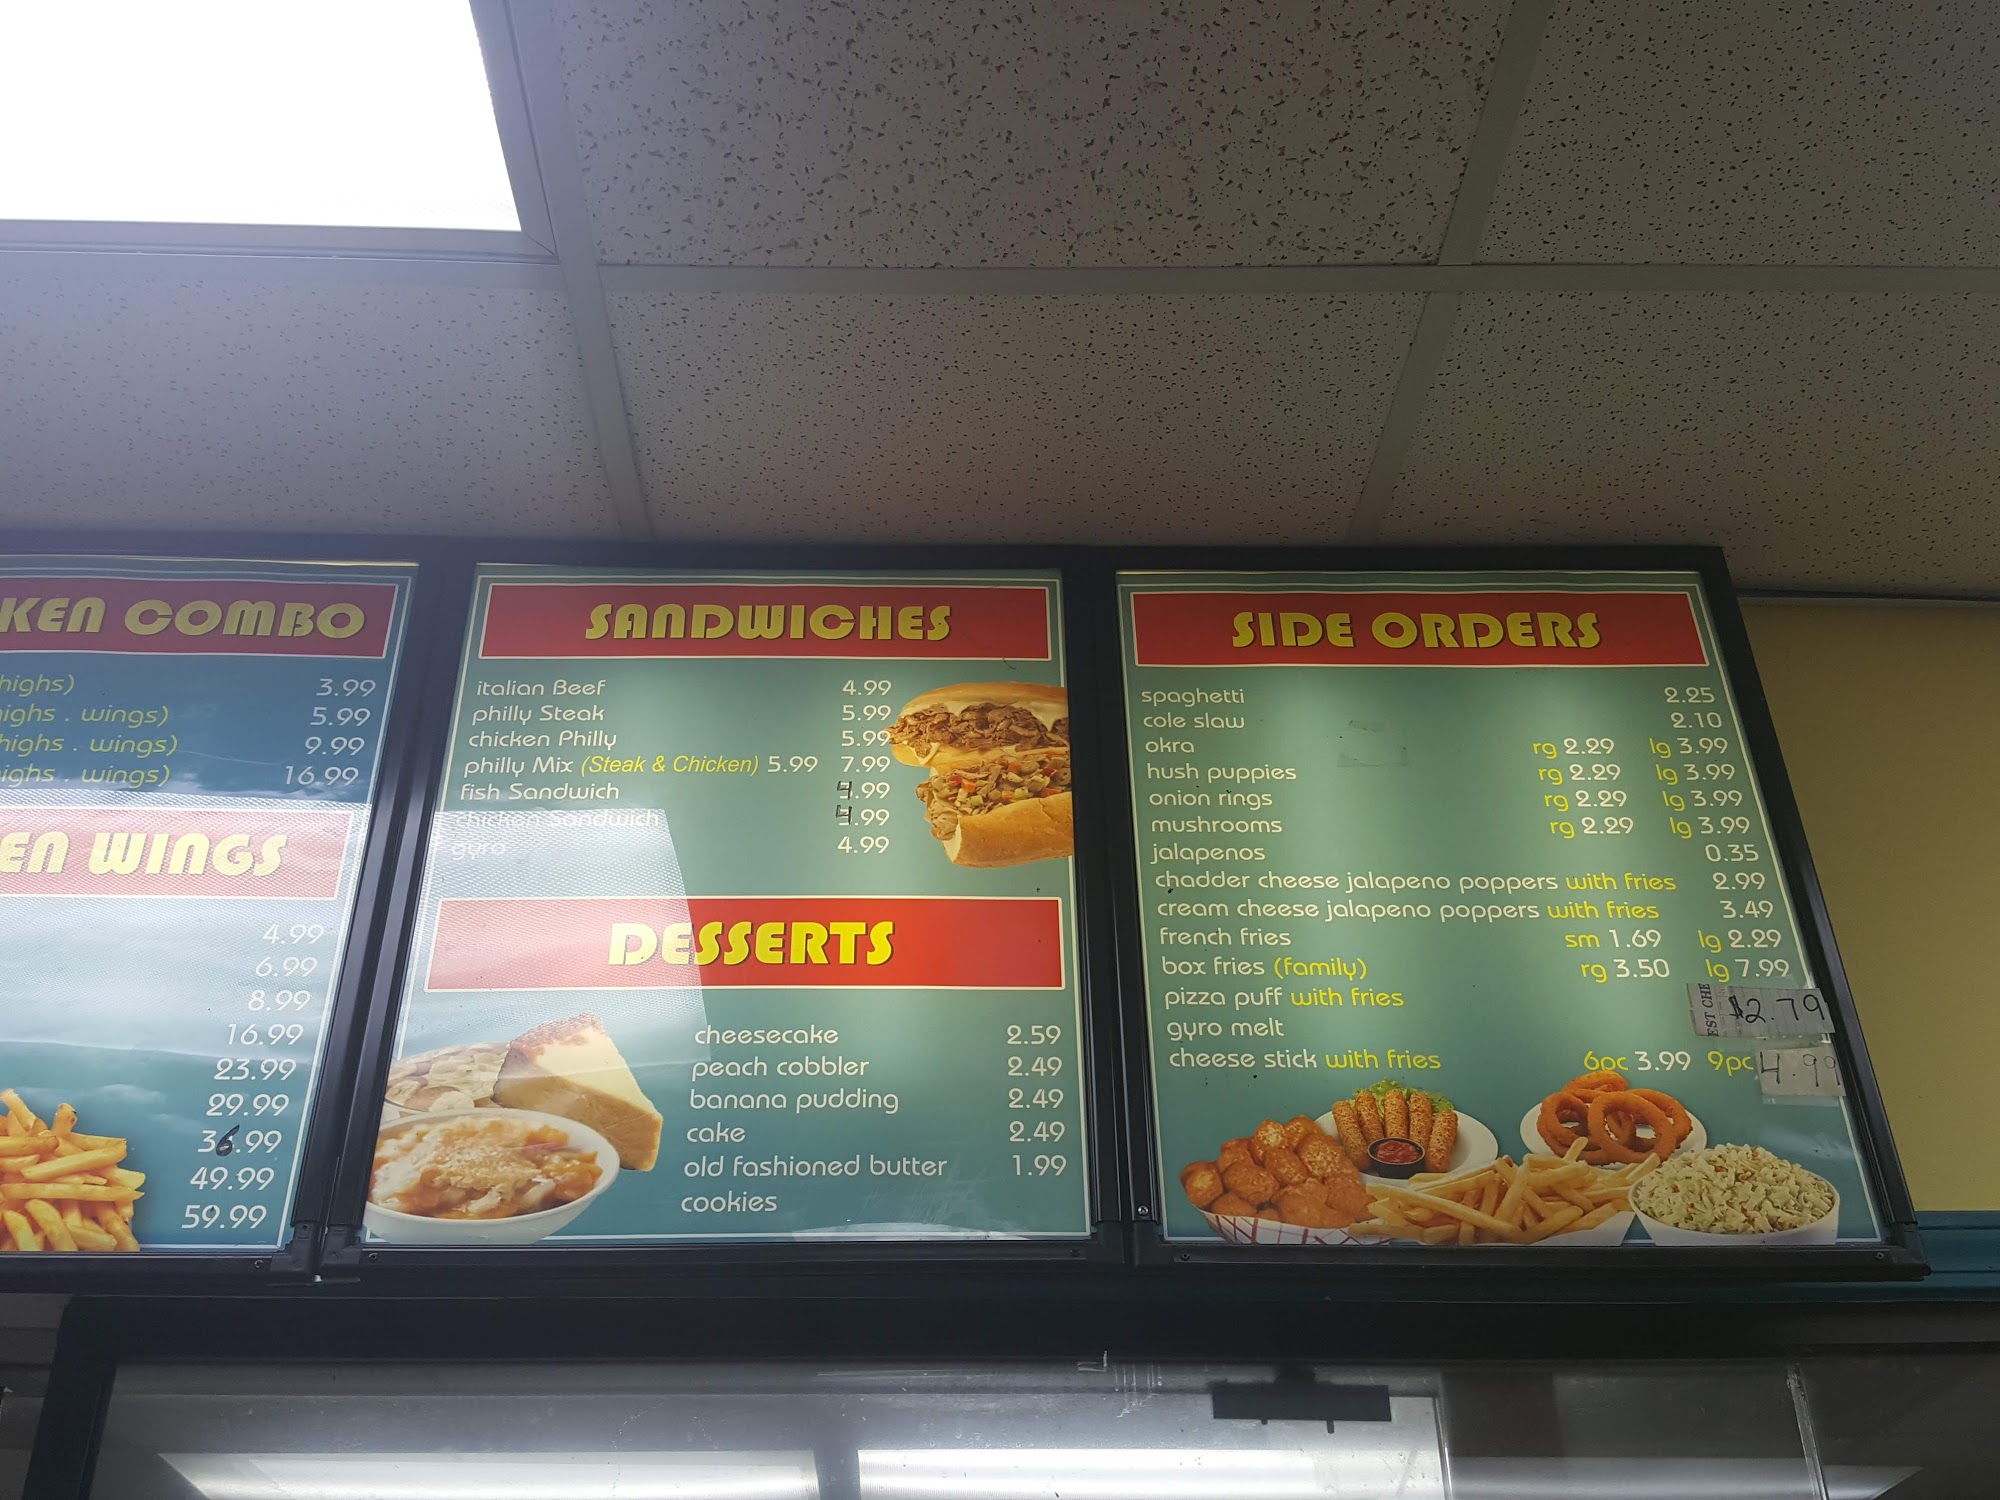 KEN COMBO
highs) 3.99
ighs . wings) 5.99
highs . wings) 9.99
ighs . wings) 16.99
EN WINGS
4.99
6.99
8.99
16.99
23.99
29.99
36.99
49.99
59.99
SANDWICHES
italian Beef 4.99
philly Steak 5.99
chicken Philly 5.99
philly Mix (Steak & Chicken) 5.99 7.99
fish Sandwich 4.99
chicken Sandwich 4.99
gyro 4.99
DESSERTS
cheesecake 2.59
peach cobbler 2.49
banana pudding 2.49
cake 2.49
old fashioned butter 1.99
cookies
SIDE ORDERS
spaghetti 2.25
cole slaw 2.10
okra rg 2.29 lg 3.99
hush puppies rg 2.29 lg 3.99
onion rings rg 2.29 lg 3.99
mushrooms rg 2.29 lg 3.99
jalapenos 0.35
chadder cheese jalapeno poppers with fries 2.99
cream cheese jalapeno poppers with fries 3.49
french fries sm 1.69 lg 2.29
box fries (family) rg 3.50 lg 7.99
pizza puff with fries EST CHE $2.79
gyro melt
cheese stick with fries 6pc 3.99 9pc 4.99